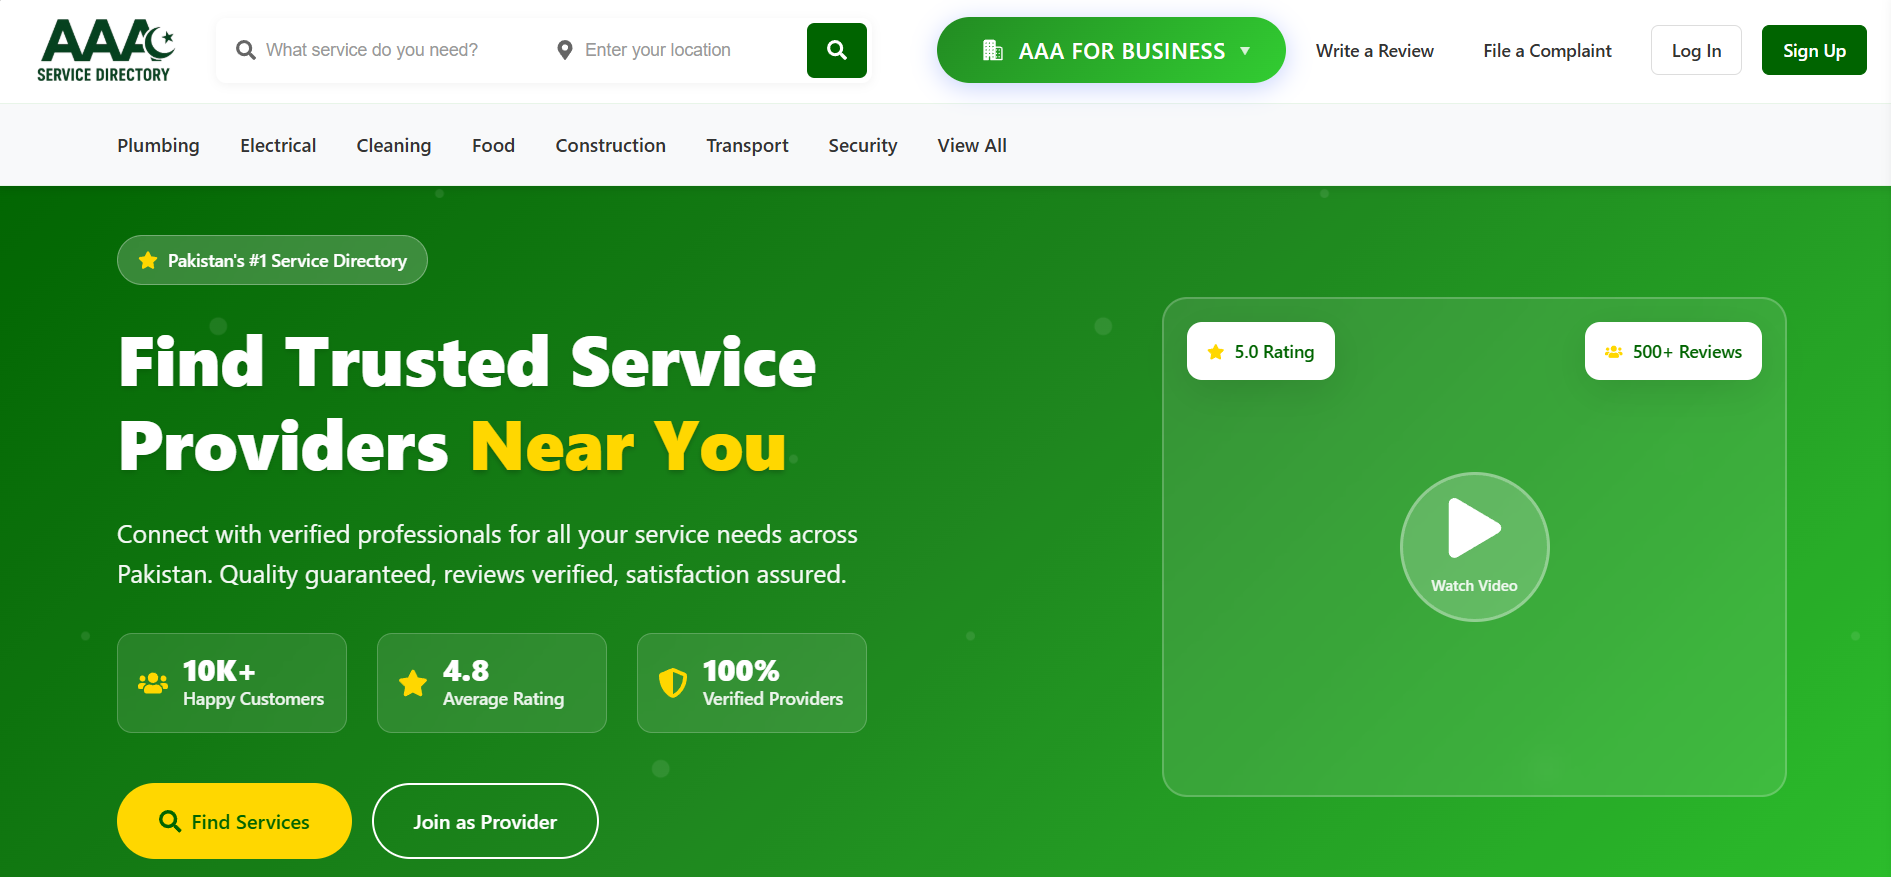 AAA
SERVICE DIRECTORY
What service do you need?
Enter your location
AAA FOR BUSINESS
Write a Review
File a Complaint
Log In
Sign Up
Plumbing
Electrical
Cleaning
Food
Construction
Transport
Security
View All
Pakistan's #1 Service Directory
Find Trusted Service
Providers Near You
Connect with verified professionals for all your service needs across
Pakistan. Quality guaranteed, reviews verified, satisfaction assured.
10K+
Happy Customers
4.8
Average Rating
100%
Verified Providers
Find Services
Join as Provider
5.0 Rating
500+ Reviews
Watch Video